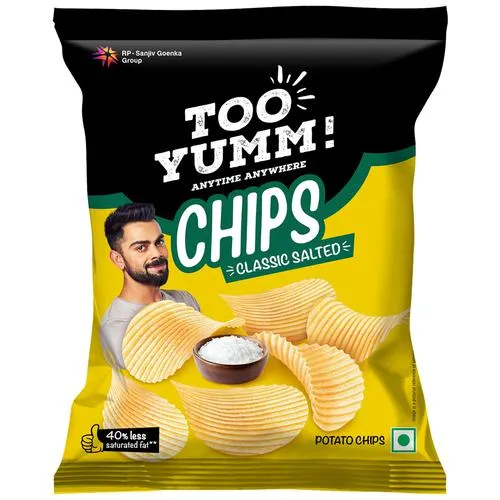 RP - Sanjiv Goenka
Group
TOO
YUMM!
ANYTIME ANYWHERE
CHIPS
CLASSIC SALTED
40% less
saturated fat**
POTATO CHIPS